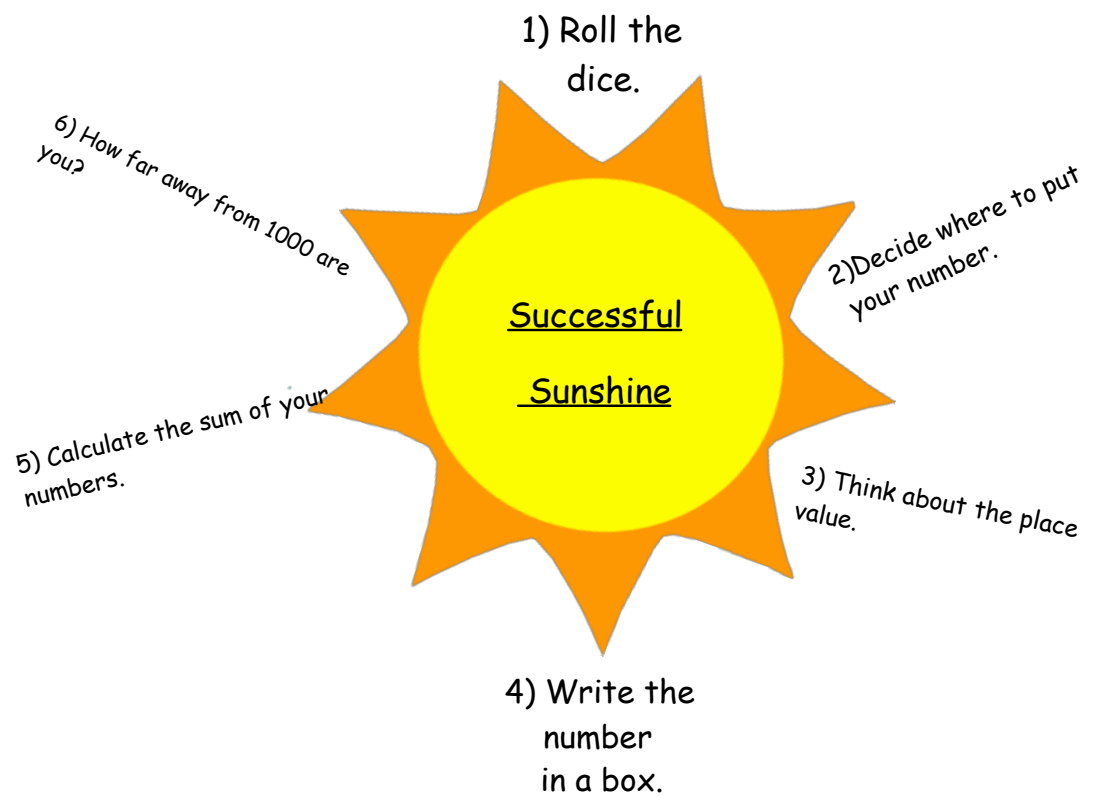 1) Roll the
dice.
2)Decide where to put
your number.
3) Think about the place
value.
4) Write the
number
in a box.
5) Calculate the sum of your
numbers.
6) How far away from 1000 are
you?
Successful
Sunshine